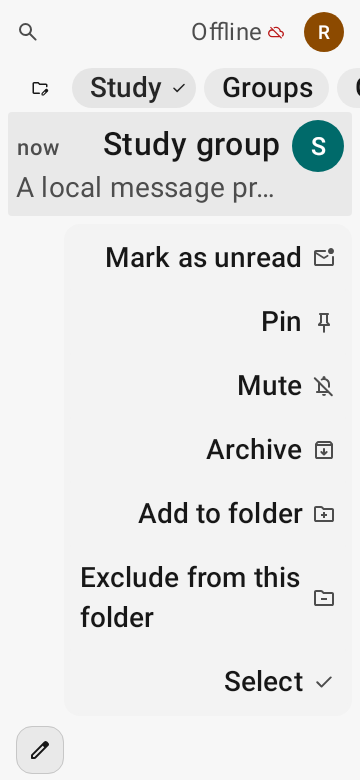 Offline
R
Study
Groups
now
Study group
S
A local message pr…
Mark as unread
Pin
Mute
Archive
Add to folder
Exclude from this
folder
Select